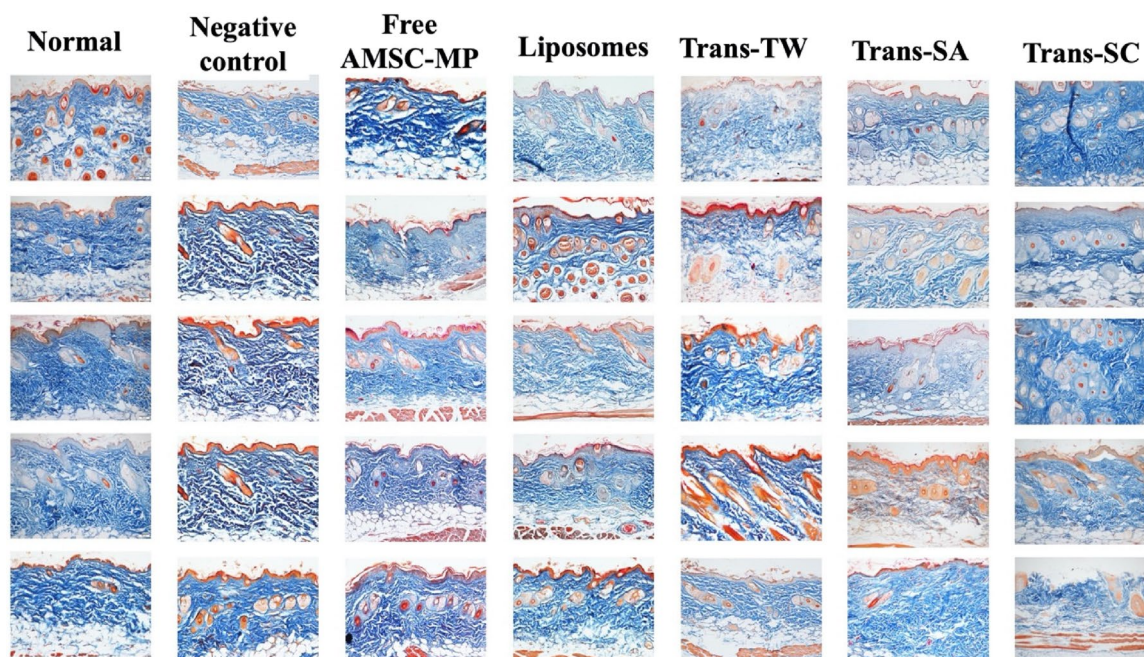 Normal
Negative
control
Free
AMSC-MP
Liposomes
Trans-TW
Trans-SA
Trans-SC